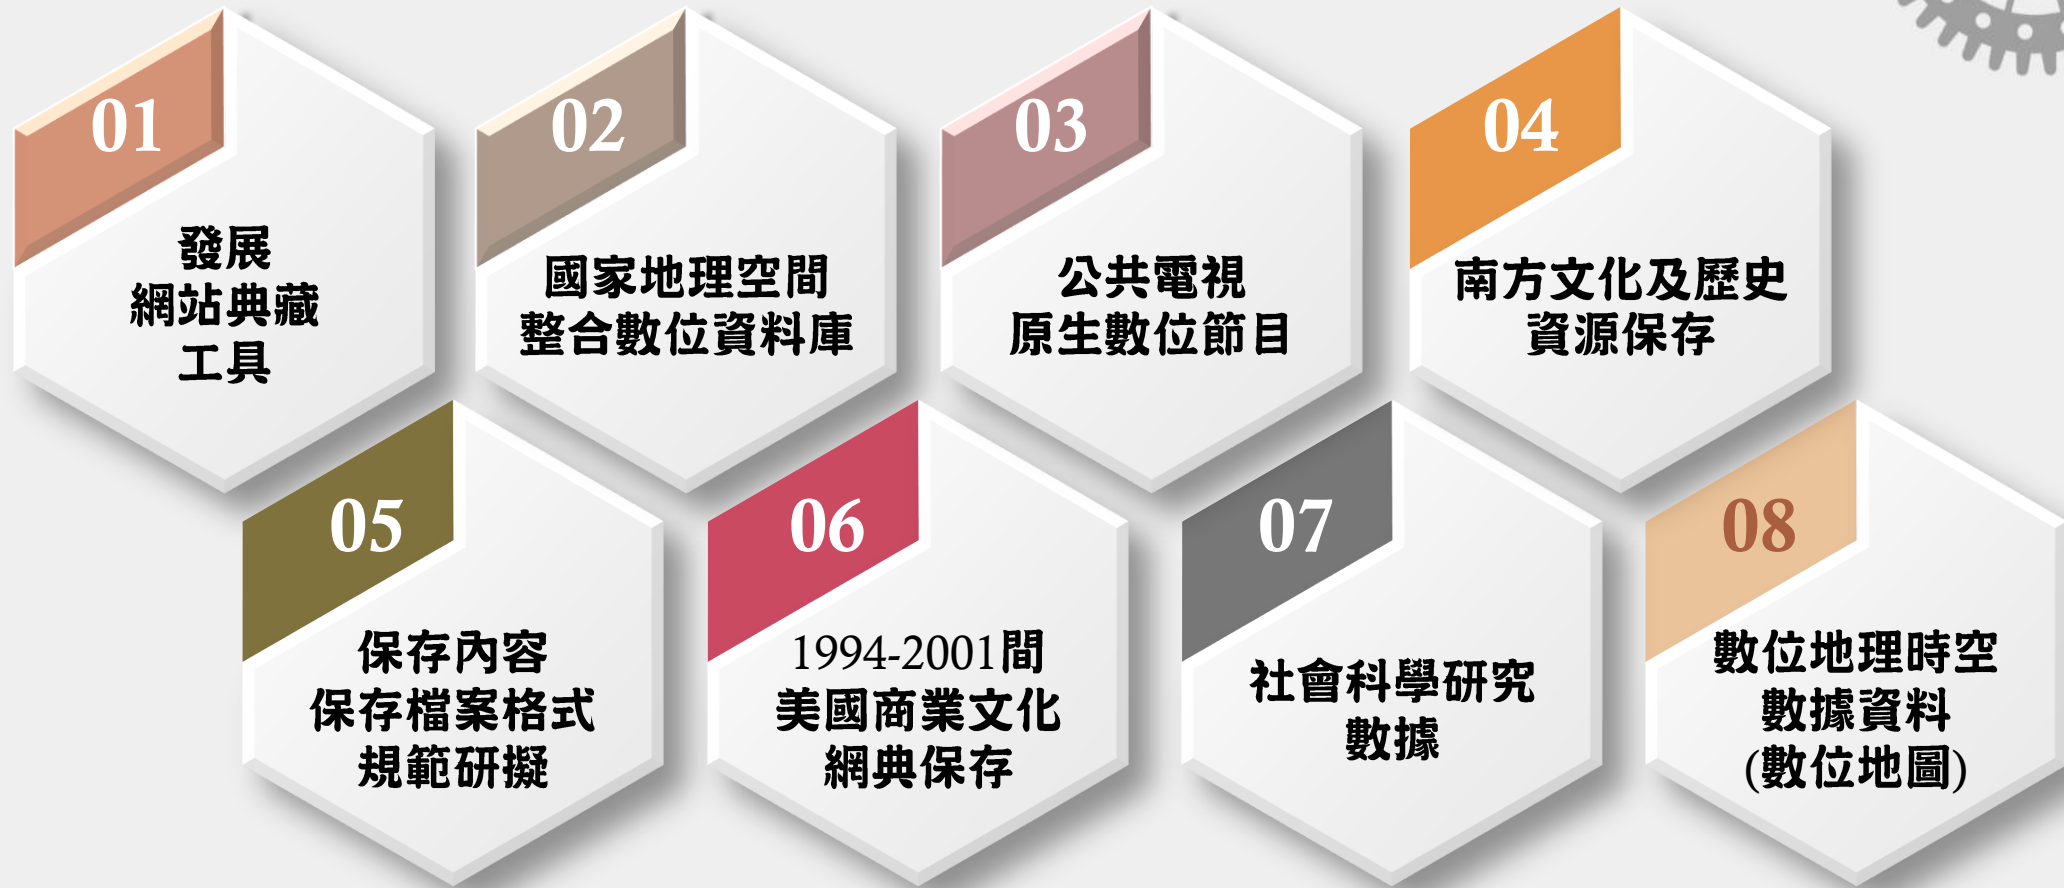 01
發展
網站典藏
工具
02
國家地理空間
整合數位資料庫
03
公共電視
原生數位節目
04
南方文化及歷史
資源保存
05
保存內容
保存檔案格式
規範研擬
06
1994-2001間
美國商業文化
網典保存
07
社會科學研究
數據
08
數位地理時空
數據資料
(數位地圖)